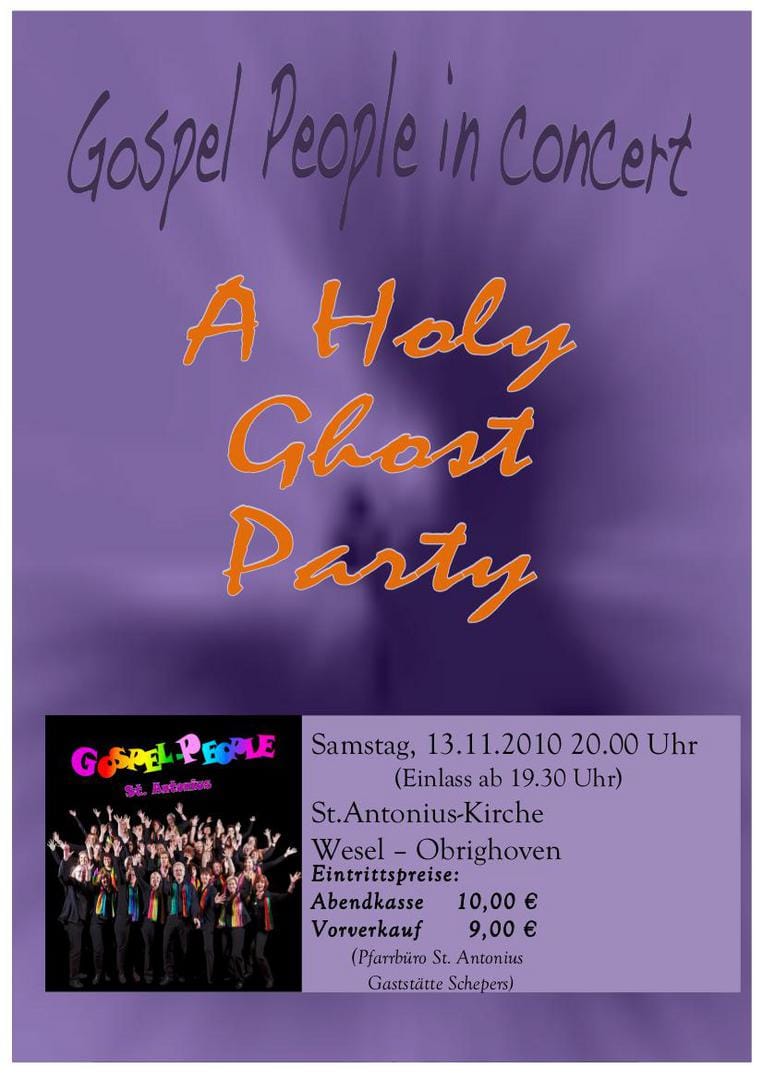 Gospel People in concert
A Holy
Ghost
Party
GOSPEL-PEOPLE
St. Antonius
Samstag, 13.11.2010 20.00 Uhr
(Einlass ab 19.30 Uhr)
St.Antonius-Kirche
Wesel – Obrighoven
Eintrittspreise:
Abendkasse 10,00 €
Vorverkauf 9,00 €
(Pfarrbüro St. Antonius
Gaststätte Schepers)